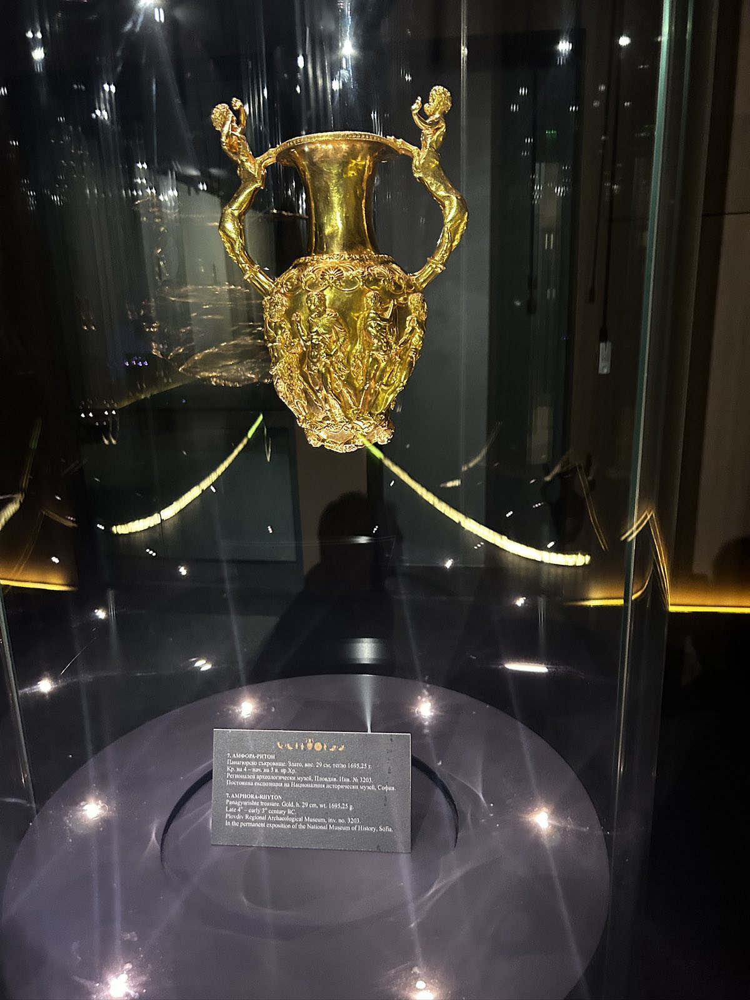 7. АМФОРА-РИТОН
Панагюрско съкровище. Злато, вис. 29 см, тегло 1695,25 г.
Кр. на 4 – нач. на 3 в. пр.Хр.
Регионален археологически музей, Пловдив. Инв. № 3203.
Постоянна експозиция на Националния исторически музей, София.
7. AMPHORA-RHYTON
Panagyurishte treasure. Gold, h. 29 cm, wt. 1695,25 g.
Late 4th – early 3rd century BC.
Plovdiv Regional Archaeological Museum, inv. no. 3203.
In the permanent exposition of the National Museum of History, Sofia.